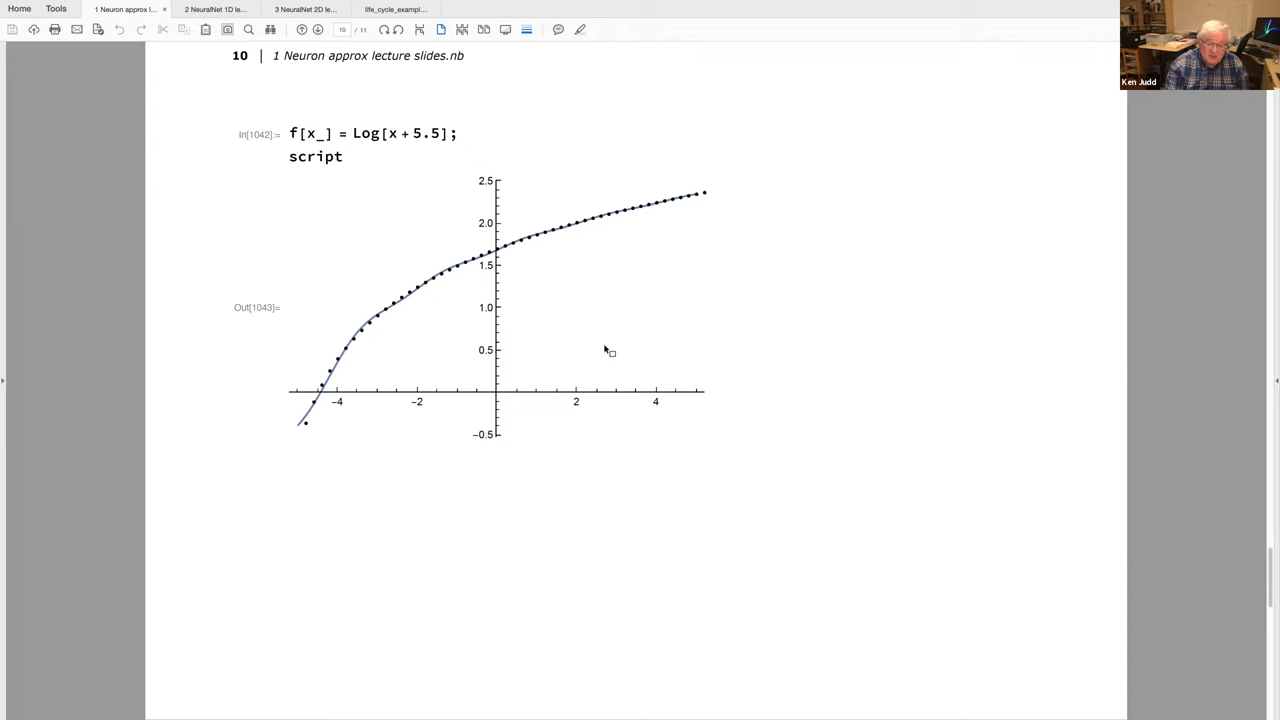 Home Tools 1 Neuron approx l... × 2 NeuralNet 1D le... 3 NeuralNet 2D le... life_cycle_exampl...
10 / 11
Ken Judd
10 | 1 Neuron approx lecture slides.nb
In[1042]:= f[x_] = Log[x + 5.5];
script
2.5
2.0
1.5
1.0
Out[1043]=
0.5
−4 −2 2 4
−0.5